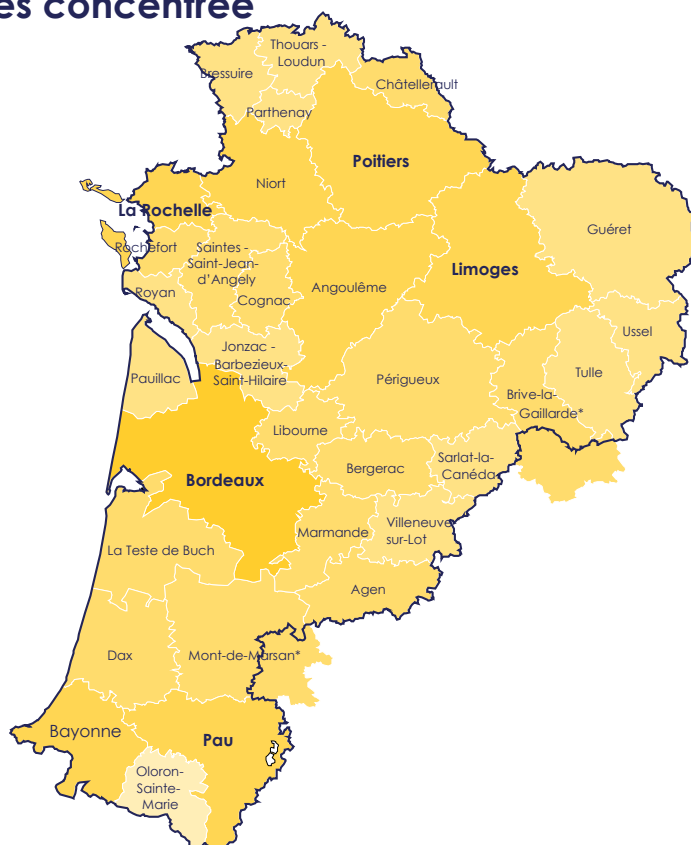 es concentrée
Thouars -
Loudun
Bressuire
Châtellerault
Parthenay
Poitiers
Niort
La Rochelle
Guéret
Rochefort
Saintes -
Saint-Jean-
d'Angely
Limoges
Angoulême
Royan
Cognac
Ussel
Jonzac -
Barbezieux-
Saint-Hilaire
Pauillac
Périgueux
Tulle
Brive-la-
Gaillarde*
Libourne
Bergerac
Sarlat-la-
Canéda
Bordeaux
Marmande
Villeneuve
sur-Lot
La Teste de Buch
Agen
Dax
Mont-de-Marsan*
Bayonne
Pau
Oloron-
Sainte-
Marie